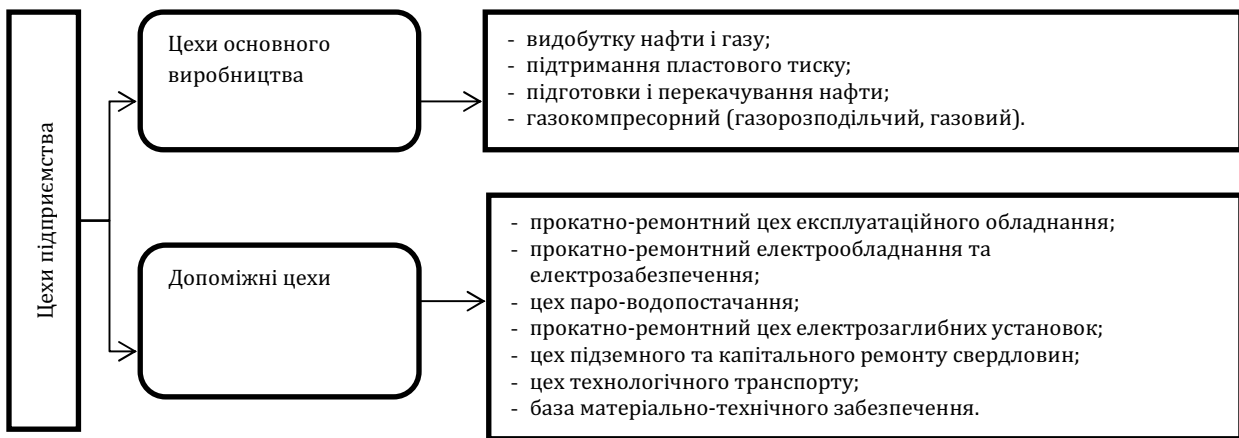 Цехи підприємства
Цехи основного
виробництва
- видобутку нафти і газу;
- підтримання пластового тиску;
- підготовки і перекачування нафти;
- газокомпресорний (газорозподільчий, газовий).
Допоміжні цехи
- прокатно-ремонтний цех експлуатаційного обладнання;
- прокатно-ремонтний електрообладнання та
електрозабезпечення;
- цех паро-водопостачання;
- прокатно-ремонтний цех електрозаглибних установок;
- цех підземного та капітального ремонту свердловин;
- цех технологічного транспорту;
- база матеріально-технічного забезпечення.